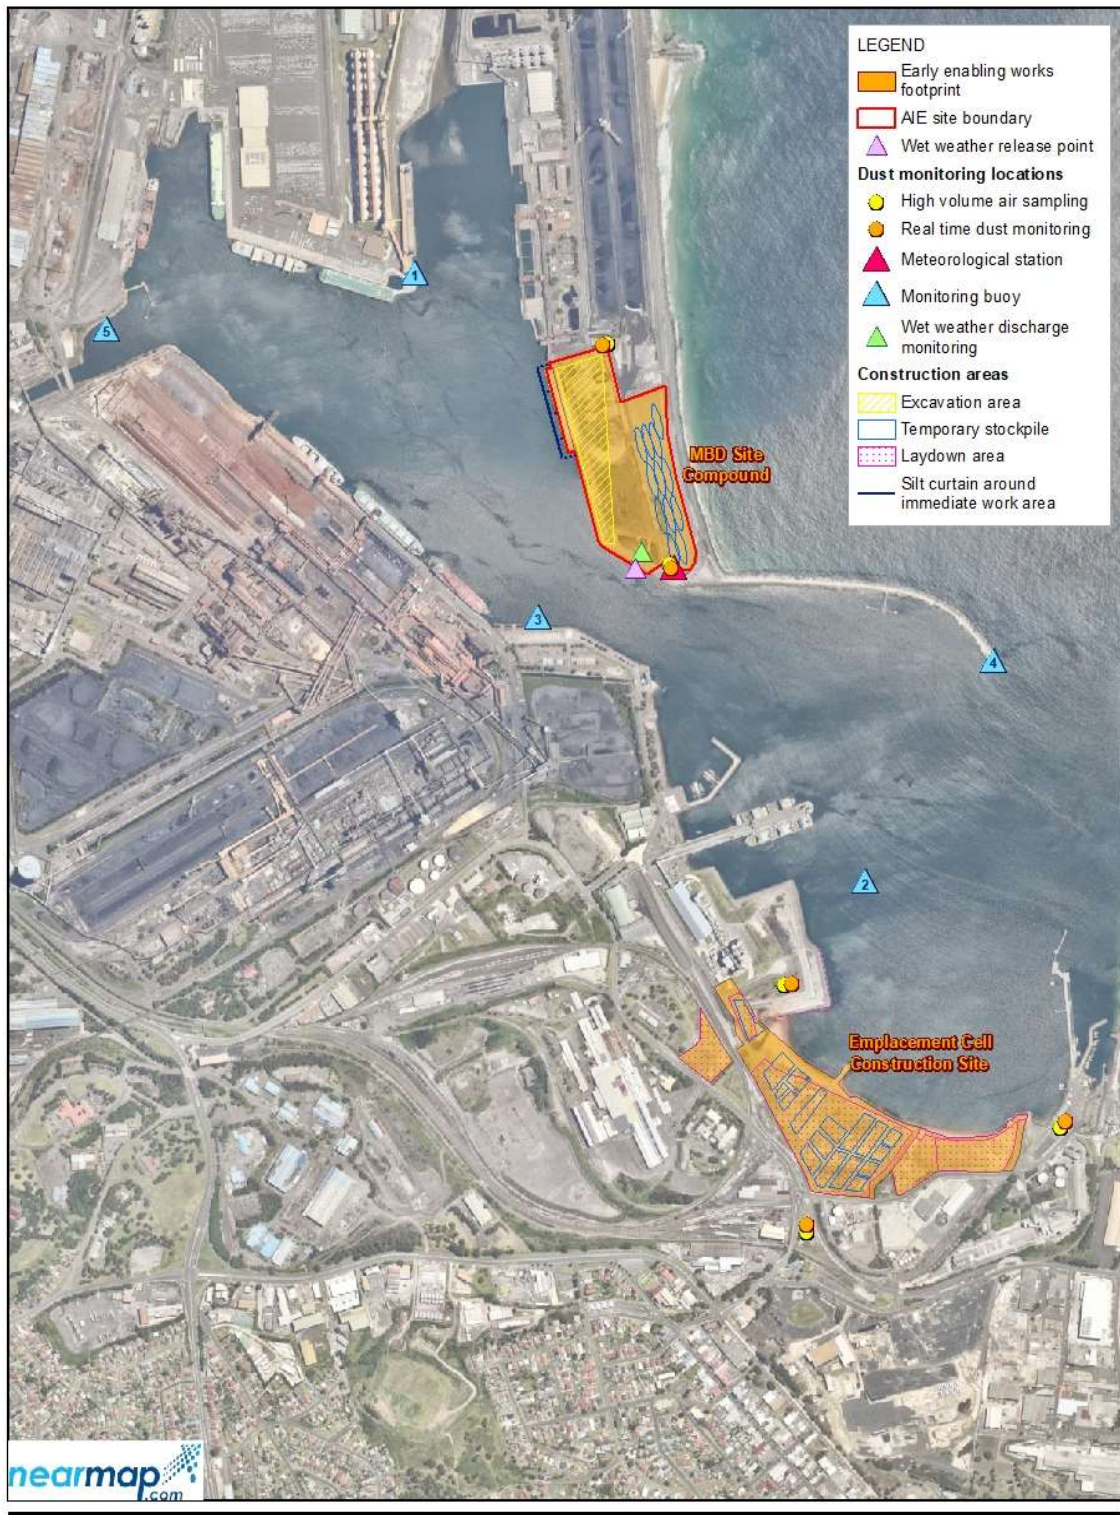 LEGEND
Early enabling works
footprint
AIE site boundary
Wet weather release point
Dust monitoring locations
High volume air sampling
Real time dust monitoring
Meteorological station
Monitoring buoy
Wet weather discharge
monitoring
Construction areas
Excavation area
Temporary stockpile
Laydown area
Silt curtain around
immediate work area
1
5
MBD Site
Compound
3
4
2
Emplacement Cell
Construction Site
nearmap
.com